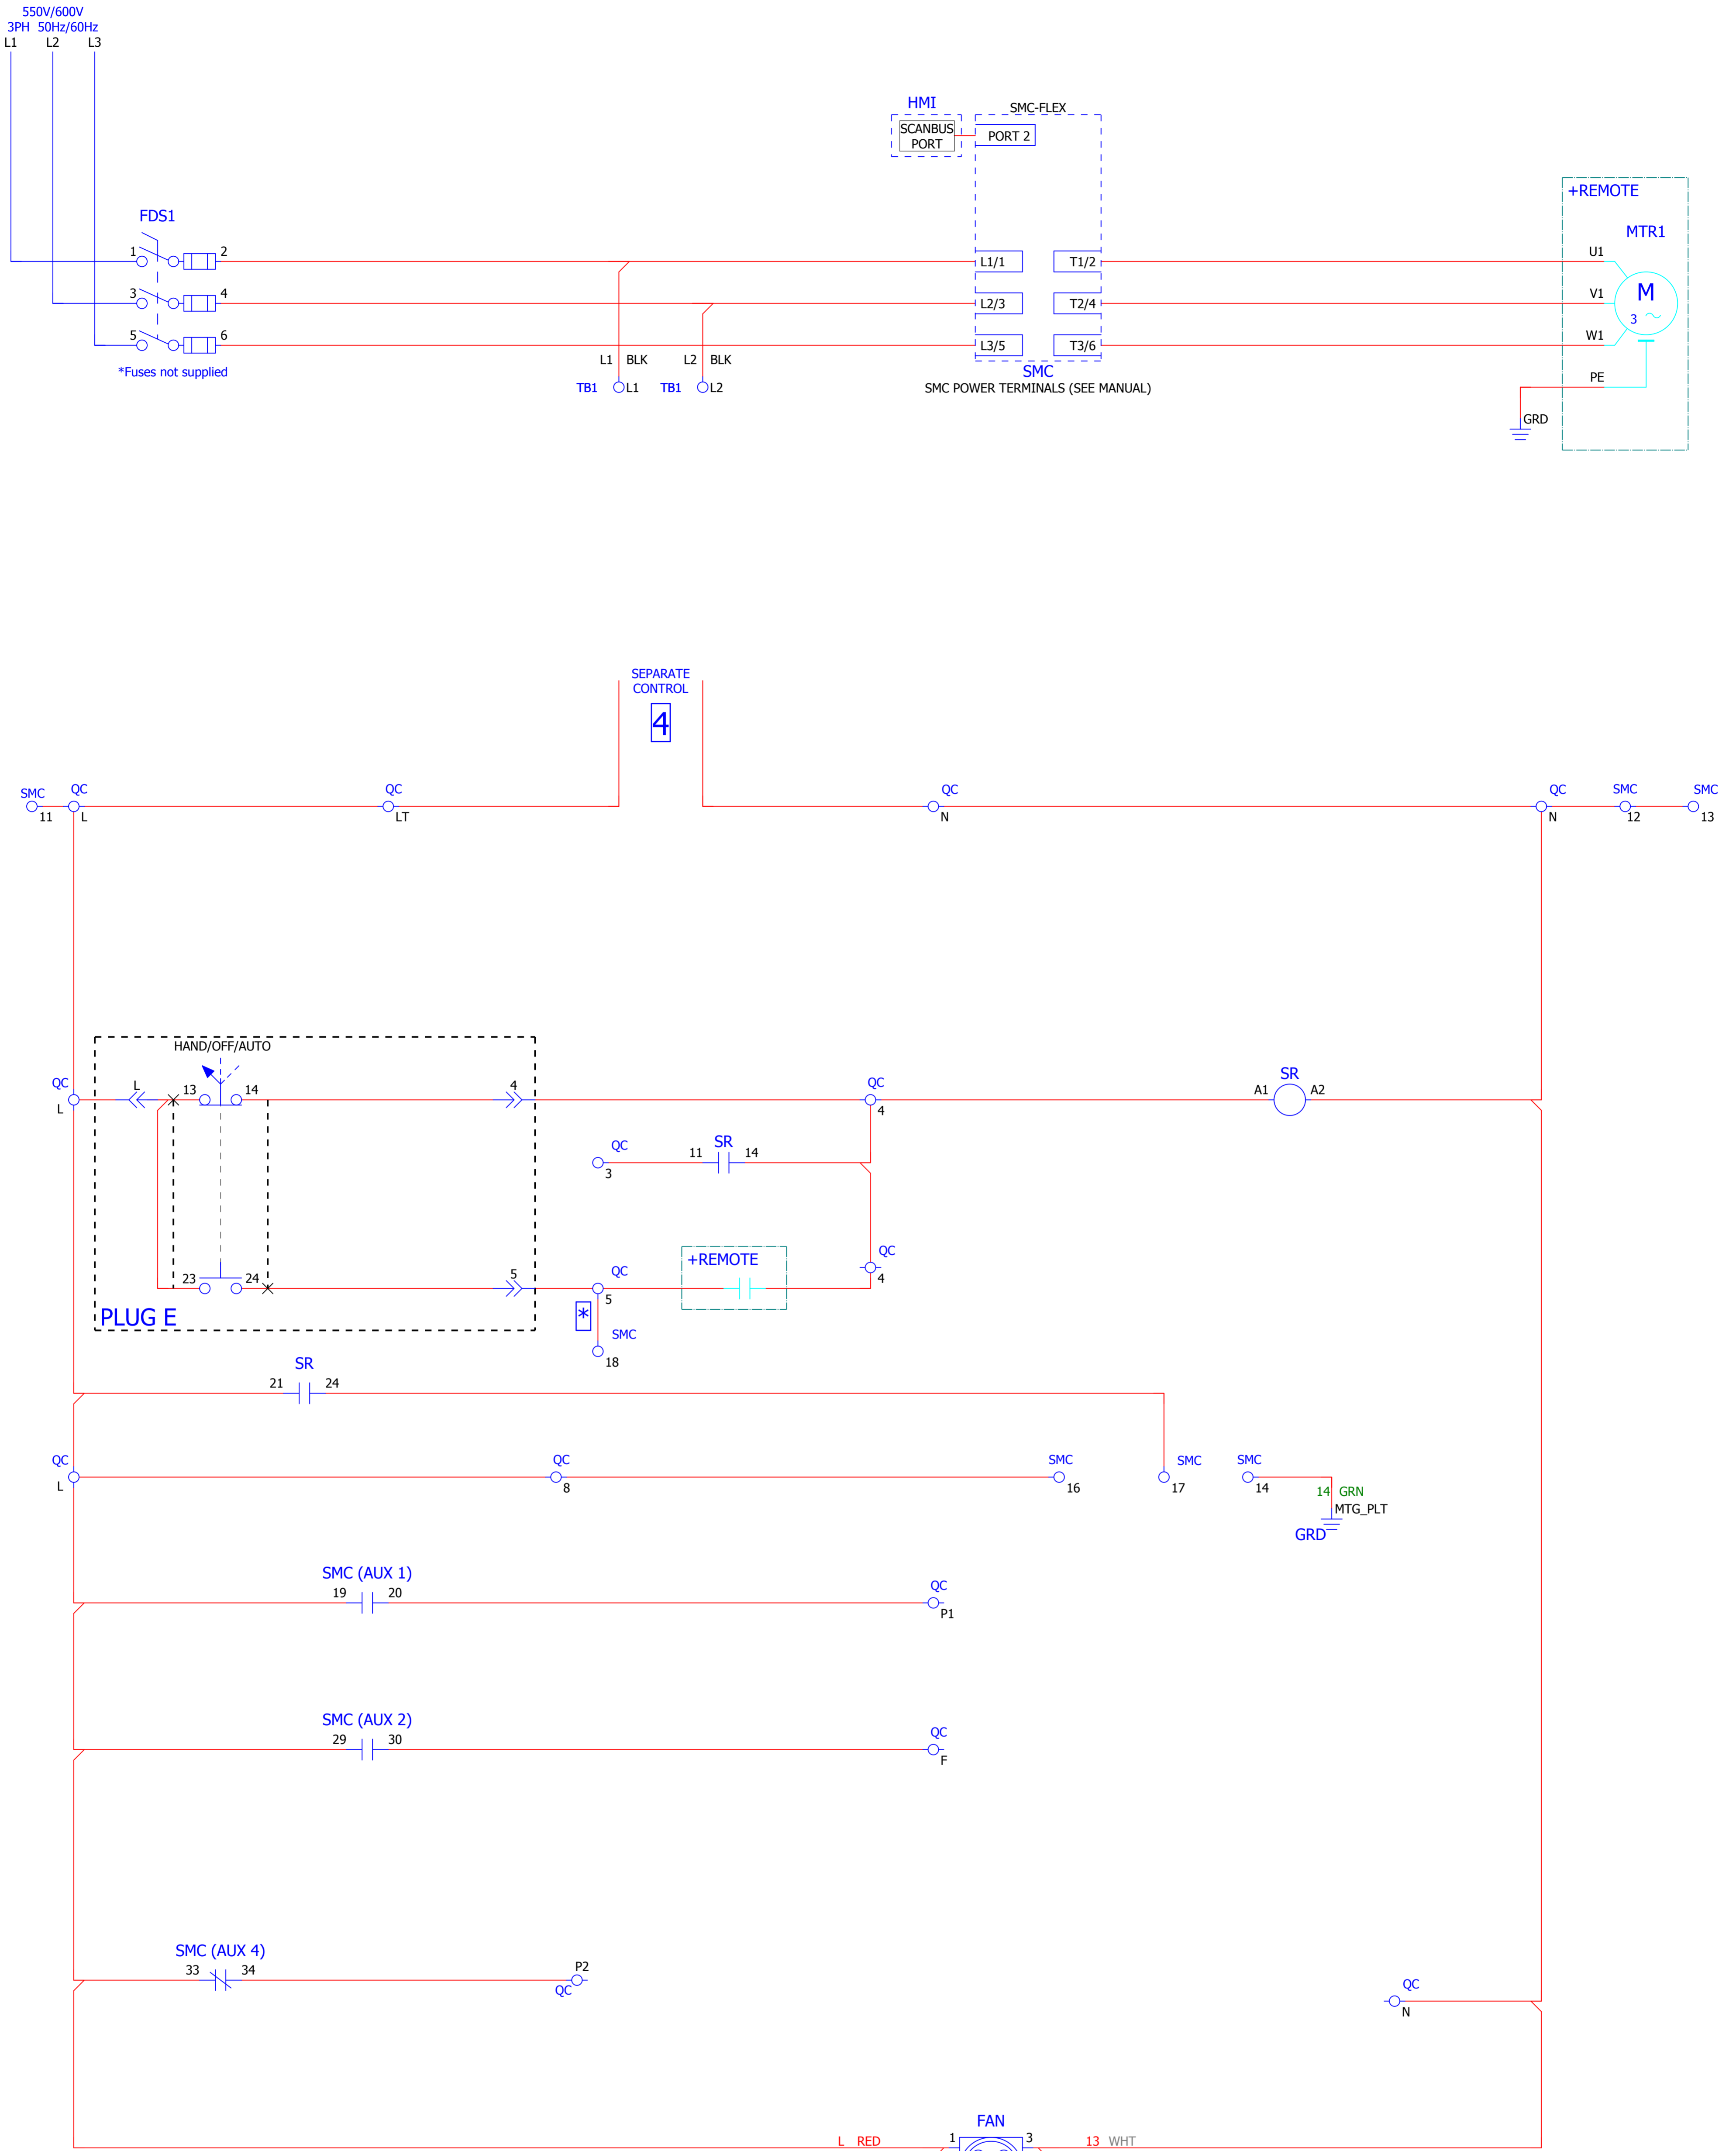 550V/600V
3PH 50Hz/60Hz
L1 L2 L3
HMI
SMC-FLEX
SCANBUS
PORT
PORT 2
+REMOTE
FDS1
MTR1
1 2
L1/1 T1/2
U1
3 4
L2/3 T2/4
V1
M
3
5 6
L3/5 T3/6
W1
*Fuses not supplied
L1 BLK L2 BLK
SMC
PE
TB1 L1 TB1 L2
SMC POWER TERMINALS (SEE MANUAL)
GRD
SEPARATE
CONTROL
4
SMC QC QC QC QC SMC SMC
11 L LT N N 12 13
HAND/OFF/AUTO
QC L 13 14 4 QC SR
A1 A2
L 4
QC 11 SR 14
3
+REMOTE
QC
4
23 24 5 QC
5
PLUG E
*
SMC
18
SR
21 24
QC QC SMC SMC SMC
L 8 16 17 14
14 GRN
MTG_PLT
GRD
SMC (AUX 1)
19 20 QC
P1
SMC (AUX 2)
29 30 QC
F
SMC (AUX 4)
33 34 P2
QC
QC
N
FAN
L RED 1 3 13 WHT